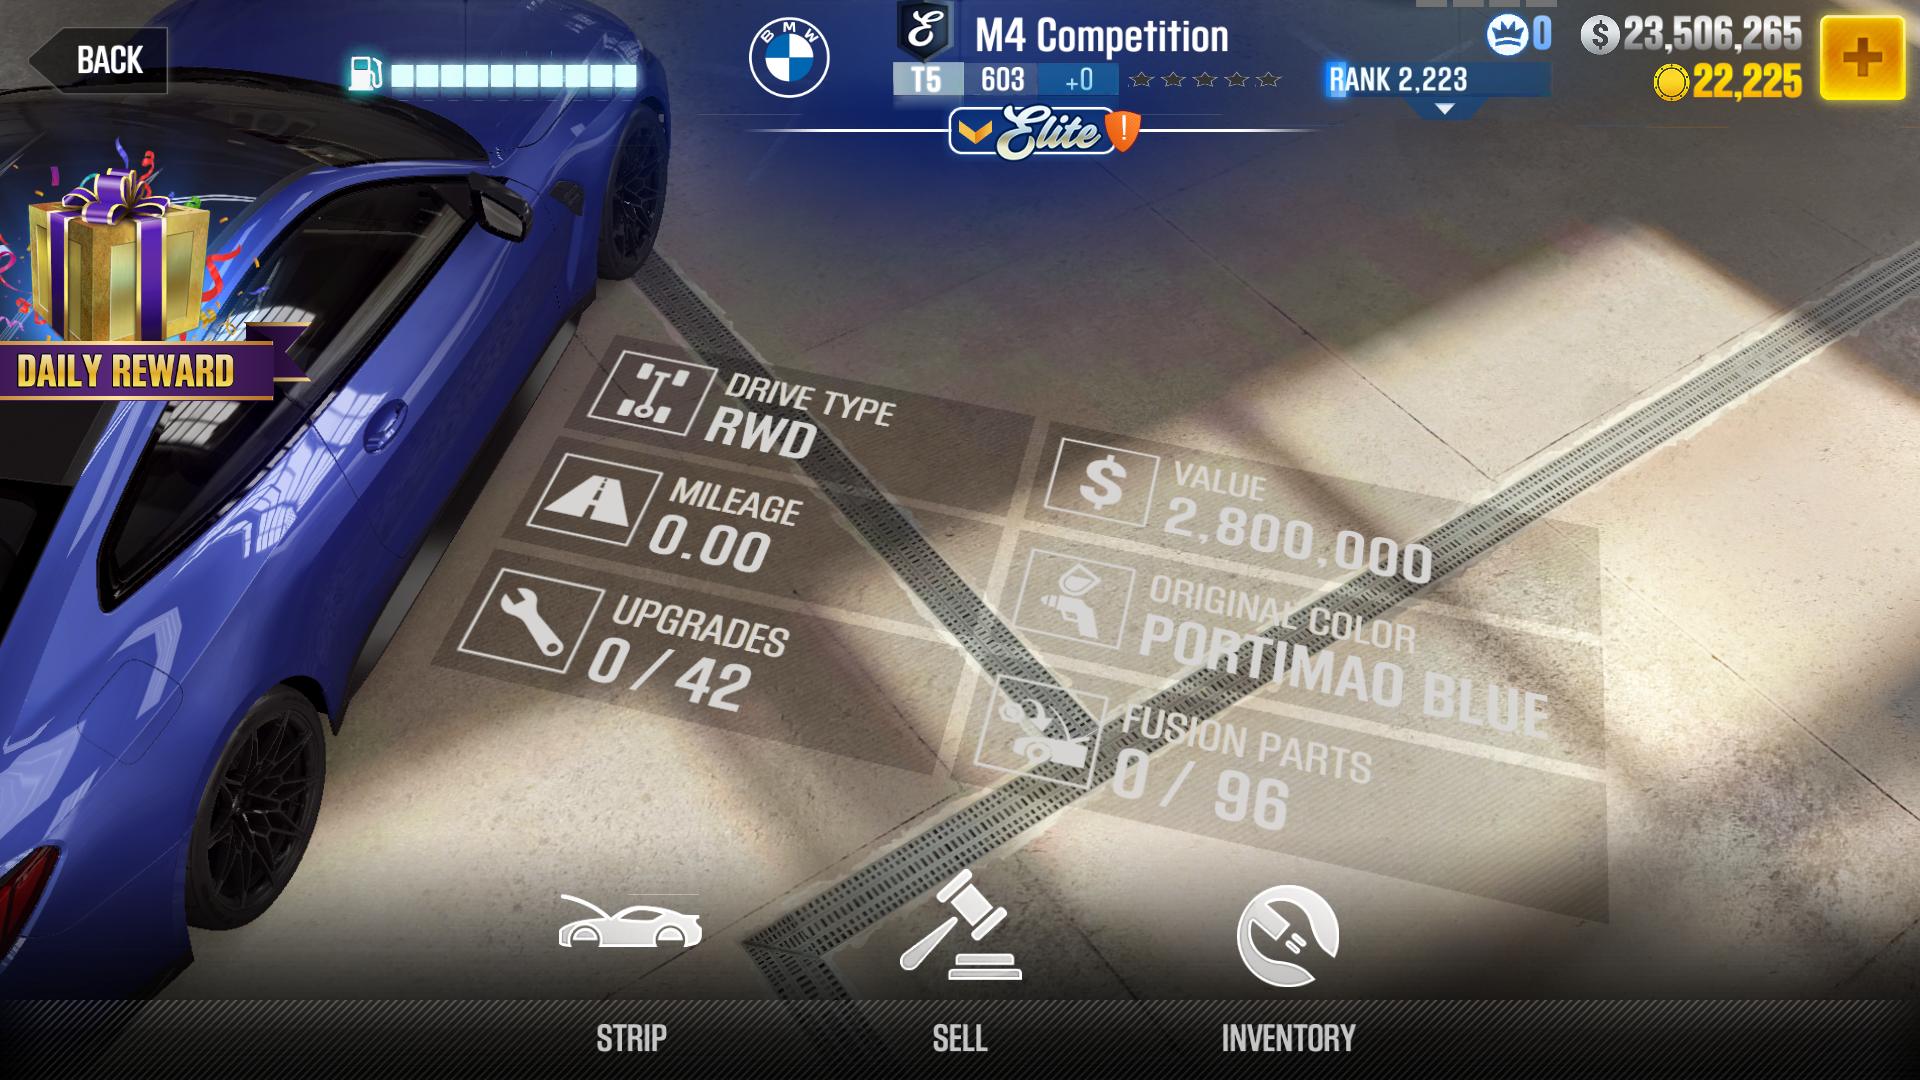 BACK
BMW
M4 Competition
0
23,506,265
T5 603 +0
RANK 2,223
22,225
Elite
DAILY REWARD
DRIVE TYPE
RWD
VALUE
2,800,000
MILEAGE
0.00
ORIGINAL COLOR
PORTIMAO BLUE
UPGRADES
0 / 42
FUSION PARTS
0 / 96
STRIP
SELL
INVENTORY